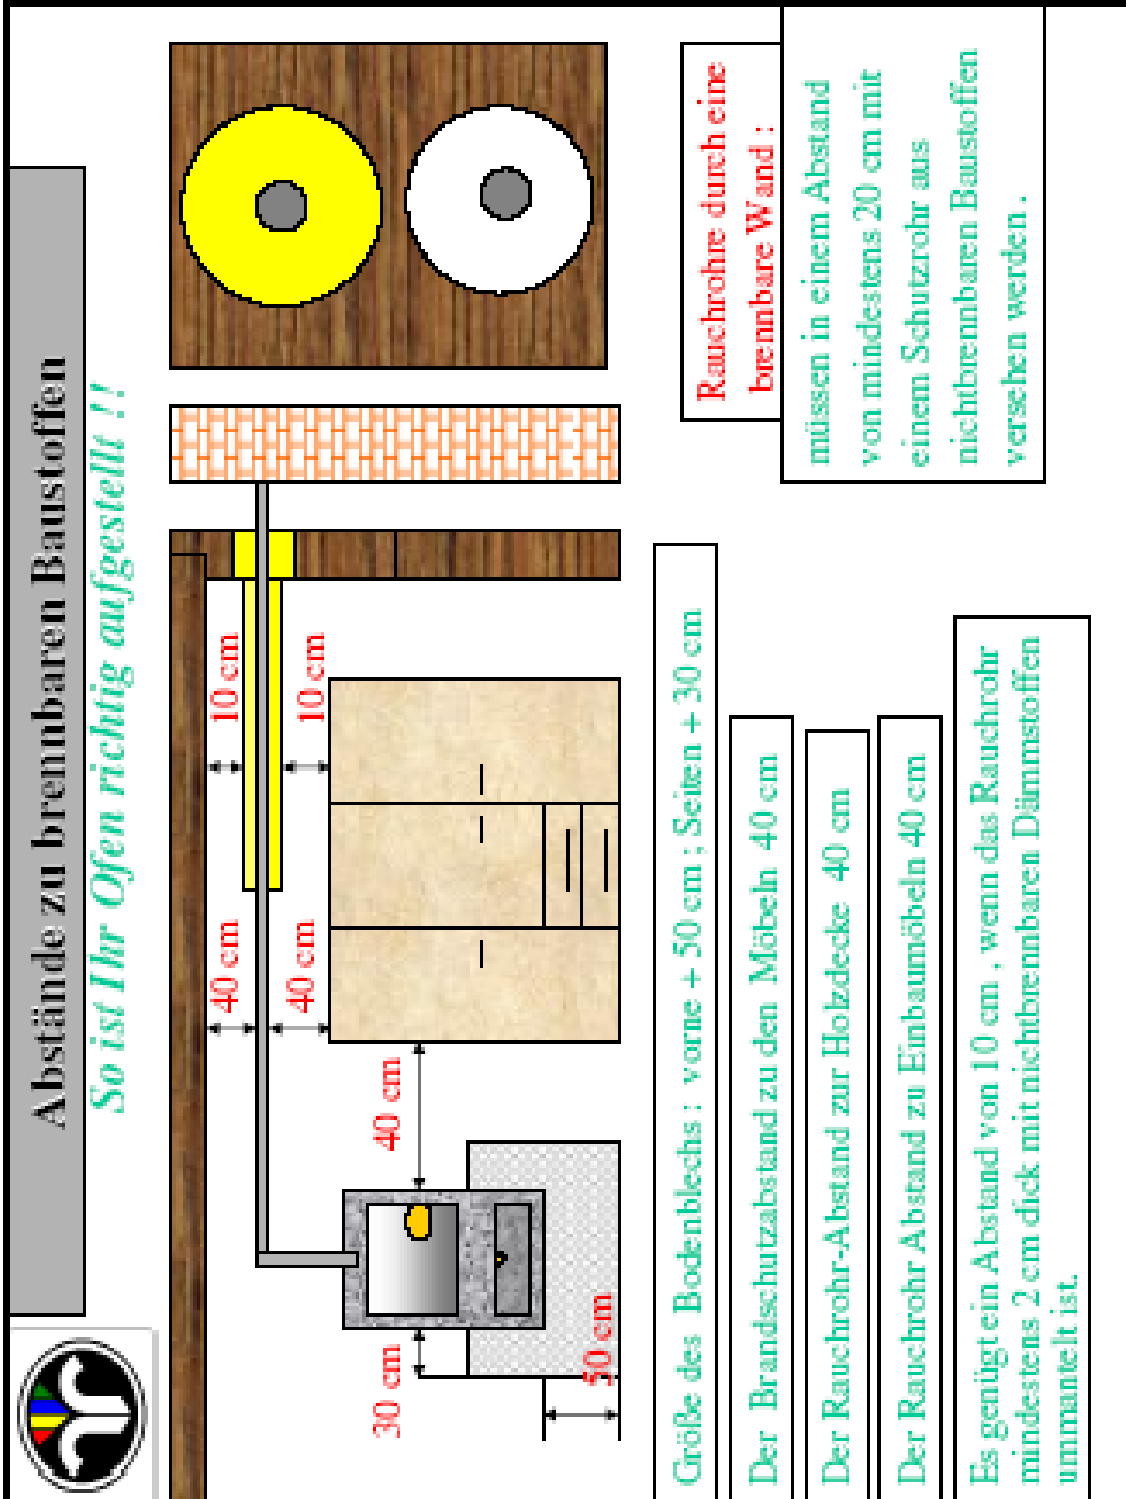 Abstände zu brennbaren Baustoffen
So ist Ihr Ofen richtig aufgestellt !!
40 cm
10 cm
40 cm
10 cm
40 cm
30 cm
50 cm
Größe des Bodenblechs : vorne + 50 cm ; Seiten + 30 cm
Der Brandschutzabstand zu den Möbeln 40 cm
Der Rauchrohr-Abstand zur Holzdecke 40 cm
Der Rauchrohr Abstand zu Einbaumöbeln 40 cm
Es genügt ein Abstand von 10 cm , wenn das Rauchrohr
mindestens 2 cm dick mit nichtbrennbaren Dämmstoffen
ummantelt ist.
Rauchrohre durch eine
brennbare Wand :
müssen in einem Abstand
von mindestens 20 cm mit
einem Schutzrohr aus
nichtbrennbaren Baustoffen
versehen werden .